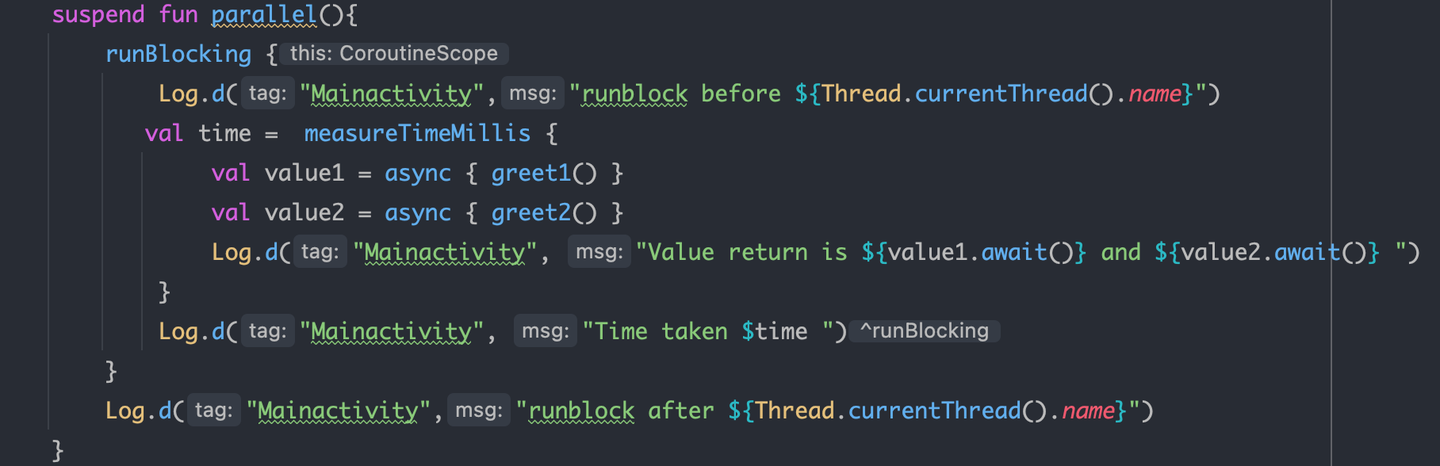 suspend fun parallel(){
runBlocking { this: CoroutineScope
Log.d( tag: "Mainactivity", msg: "runblock before ${Thread.currentThread().name}")
val time =  measureTimeMillis {
val value1 = async { greet1() }
val value2 = async { greet2() }
Log.d( tag: "Mainactivity", msg: "Value return is ${value1.await()} and ${value2.await()} ")
}
Log.d( tag: "Mainactivity", msg: "Time taken $time ") ^runBlocking
}
Log.d( tag: "Mainactivity", msg: "runblock after ${Thread.currentThread().name}")
}